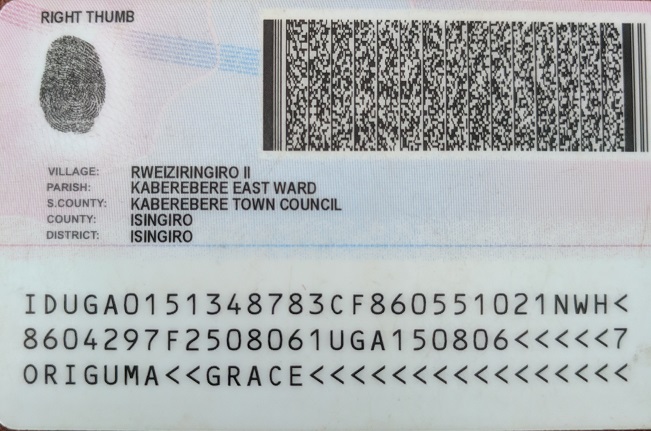 RIGHT THUMB
VILLAGE: RWEIZIRINGIRO II
PARISH: KABEREBERE EAST WARD
S.COUNTY: KABEREBERE TOWN COUNCIL
COUNTY: ISINGIRO
DISTRICT: ISINGIRO
IDUGA0151348783CF860551021NWH<
8604297F2508061UGA150806<<<<<7
ORIGUMA<<GRACE<<<<<<<<<<<<<<<<